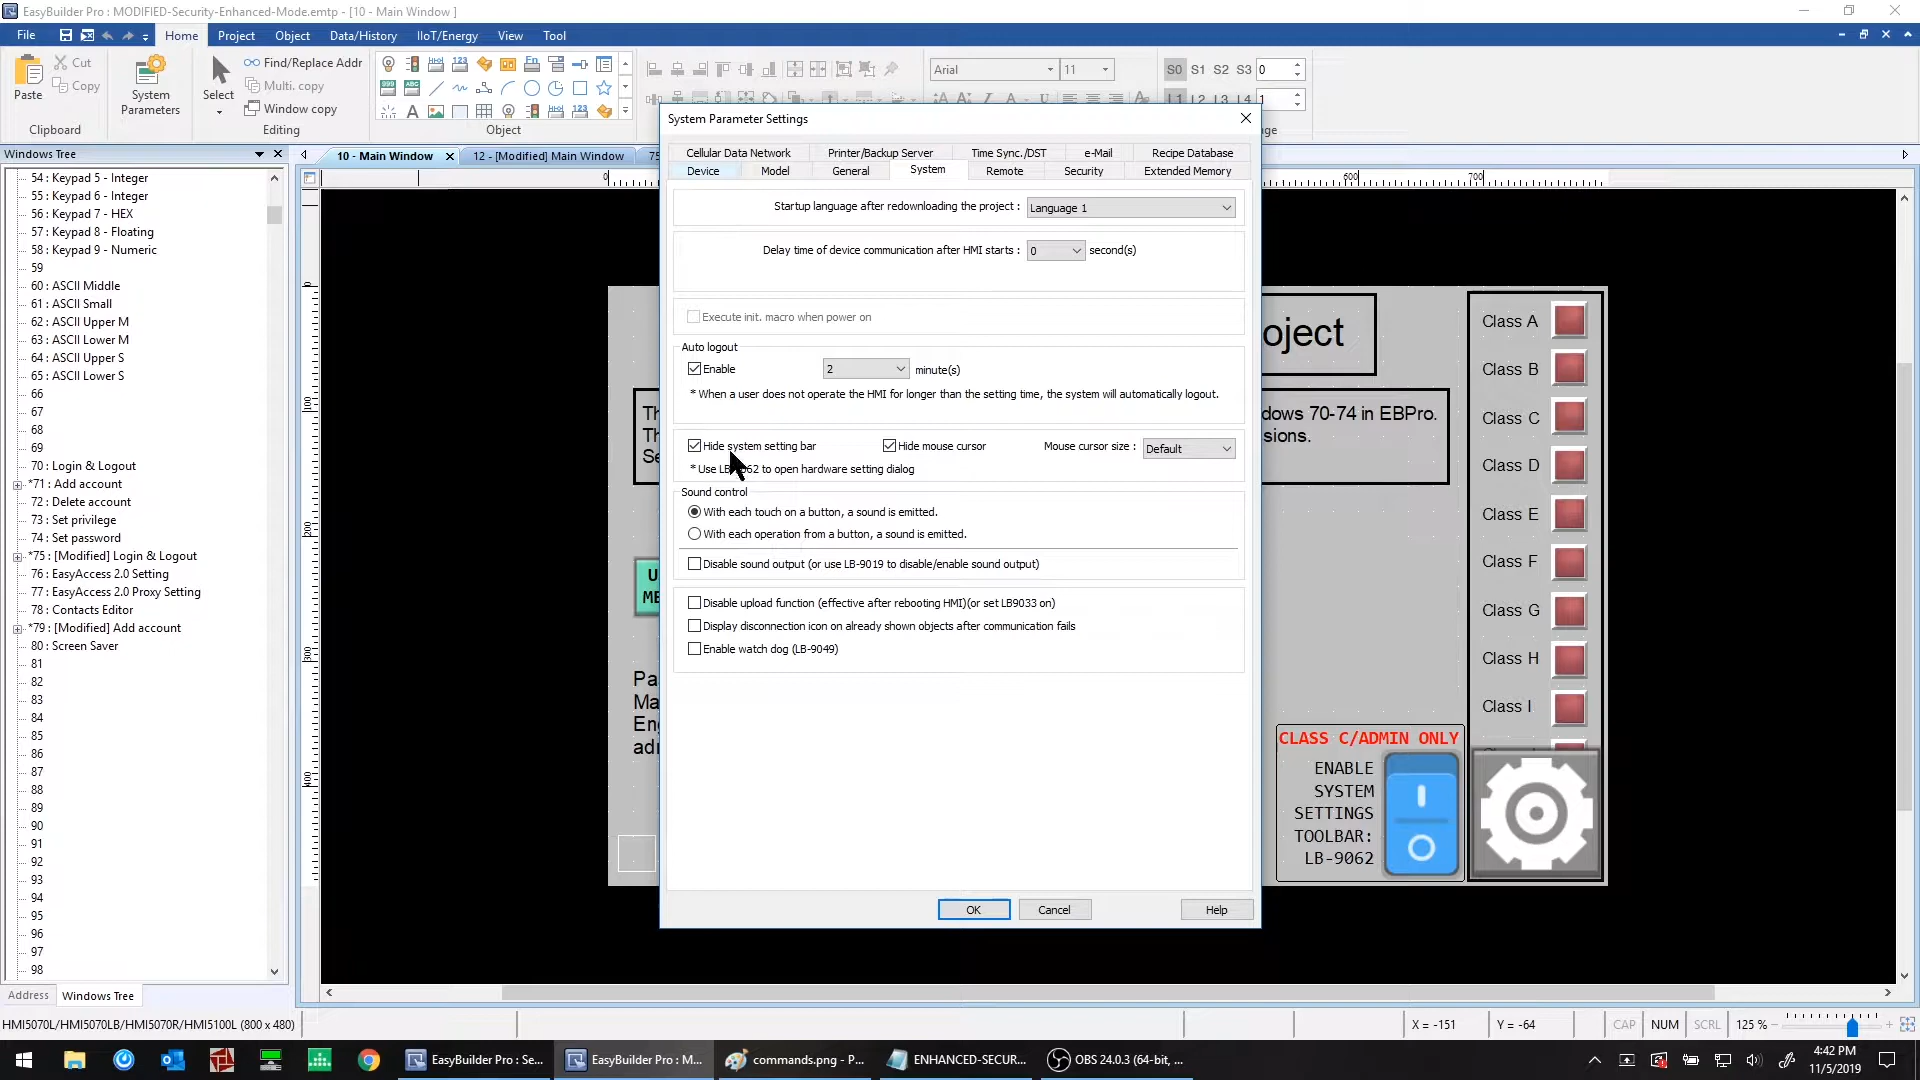 EasyBuilder Pro : MODIFIED-Security-Enhanced-Mode.emtp - [10 - Main Window ]
File Home Project Object Data/History IIoT/Energy View Tool
Paste
Cut
Copy
Clipboard
System Parameters
Select
Find/Replace Addr
Multi. copy
Window copy
Editing
Object
Arial 11
S0 S1 S2 S3 0
L1 L2 L3 L4 1
Windows Tree
10 - Main Window
12 - [Modified] Main Window
54 : Keypad 5 - Integer
55 : Keypad 6 - Integer
56 : Keypad 7 - HEX
57 : Keypad 8 - Floating
58 : Keypad 9 - Numeric
59
60 : ASCII Middle
61 : ASCII Small
62 : ASCII Upper M
63 : ASCII Lower M
64 : ASCII Upper S
65 : ASCII Lower S
66
67
68
69
70 : Login & Logout
*71 : Add account
72 : Delete account
73 : Set privilege
74 : Set password
*75 : [Modified] Login & Logout
76 : EasyAccess 2.0 Setting
77 : EasyAccess 2.0 Proxy Setting
78 : Contacts Editor
*79 : [Modified] Add account
80 : Screen Saver
81
82
83
84
85
86
87
88
89
90
91
92
93
94
95
96
97
98
Address Windows Tree
System Parameter Settings
Cellular Data Network Printer/Backup Server Time Sync./DST e-Mail Recipe Database
Device Model General System Remote Security Extended Memory
Startup language after redownloading the project : Language 1
Delay time of device communication after HMI starts : 0 second(s)
Execute init. macro when power on
Auto logout
Enable 2 minute(s)
* When a user does not operate the HMI for longer than the setting time, the system will automatically logout.
Hide system setting bar Hide mouse cursor Mouse cursor size : Default
* Use LB-9062 to open hardware setting dialog
Sound control
With each touch on a button, a sound is emitted.
With each operation from a button, a sound is emitted.
Disable sound output (or use LB-9019 to disable/enable sound output)
Disable upload function (effective after rebooting HMI)(or set LB9033 on)
Display disconnection icon on already shown objects after communication fails
Enable watch dog (LB-9049)
OK Cancel Help
oject
dows 70-74 in EBPro.
sions.
Class A
Class B
Class C
Class D
Class E
Class F
Class G
Class H
Class I
CLASS C/ADMIN ONLY
ENABLE
SYSTEM
SETTINGS
TOOLBAR:
LB-9062
HMI5070L/HMI5070LB/HMI5070R/HMI5100L (800 x 480)
X = -151 Y = -64 CAP NUM SCRL 125 %
EasyBuilder Pro : Se...
EasyBuilder Pro : M...
commands.png - P...
ENHANCED-SECUR...
OBS 24.0.3 (64-bit, ...
4:42 PM
11/5/2019